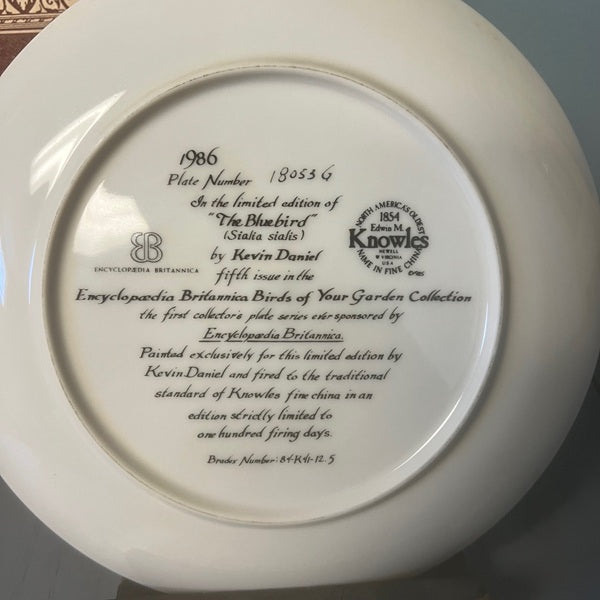 1986
Plate Number 18053G
In the limited edition of
"The Bluebird"
(Sialia sialis)
by Kevin Daniel
fifth issue in the
Encyclopædia Britannica Birds of Your Garden Collection
the first collector's plate series ever sponsored by
Encyclopædia Britannica.
Painted exclusively for this limited edition by
Kevin Daniel and fired to the traditional
standard of Knowles fine china in an
edition strictly limited to
one hundred firing days.
Bradex Number: 84-K41-12.5
ENCYCLOPÆDIA BRITANNICA
NORTH AMERICA'S OLDEST
1854
Edwin M.
Knowles
NEWELL
W VIRGINIA
USA
NAME IN FINE CHINA